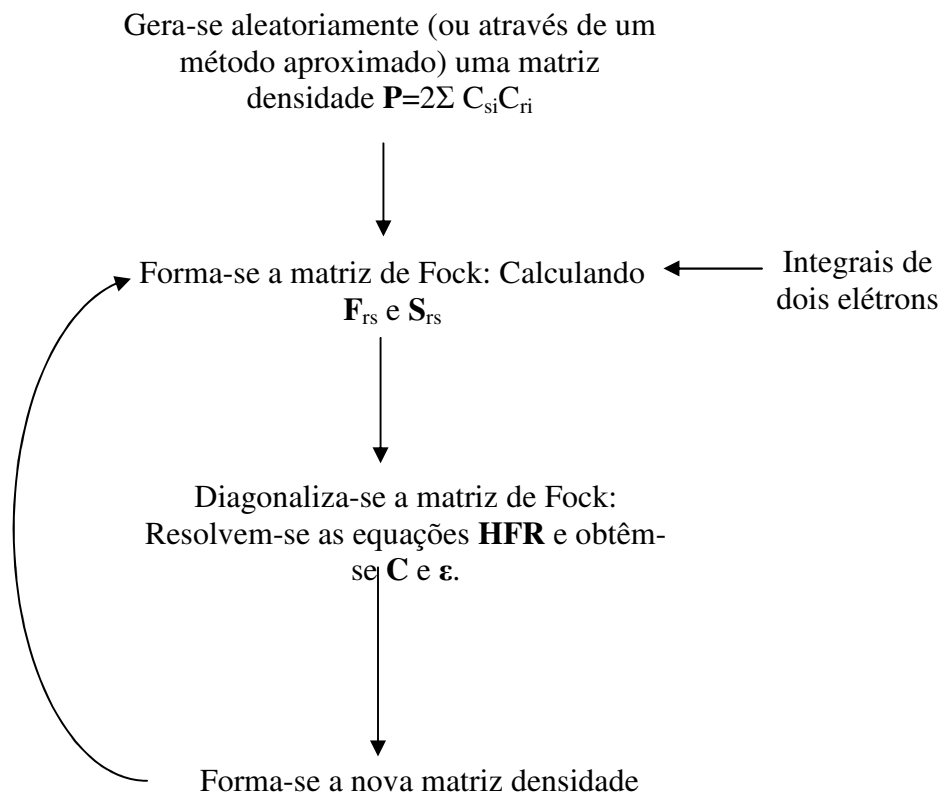 Gera-se aleatoriamente (ou através de um
método aproximado) uma matriz
densidade P=2Σ CsiCri
Forma-se a matriz de Fock: Calculando
Frs e Srs
Integrais de
dois elétrons
Diagonaliza-se a matriz de Fock:
Resolvem-se as equações HFR e obtêm-
se C e ε.
Forma-se a nova matriz densidade